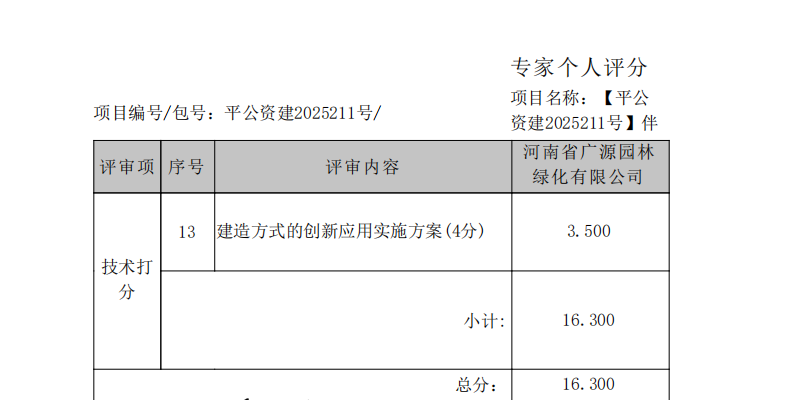 专家个人评分
项目编号/包号：平公资建2025211号/
项目名称：【平公
资建2025211号】伴
评审项 序号 评审内容 河南省广源园林
绿化有限公司
技术打
分
13 建造方式的创新应用实施方案(4分) 3.500
小计: 16.300
总分： 16.300